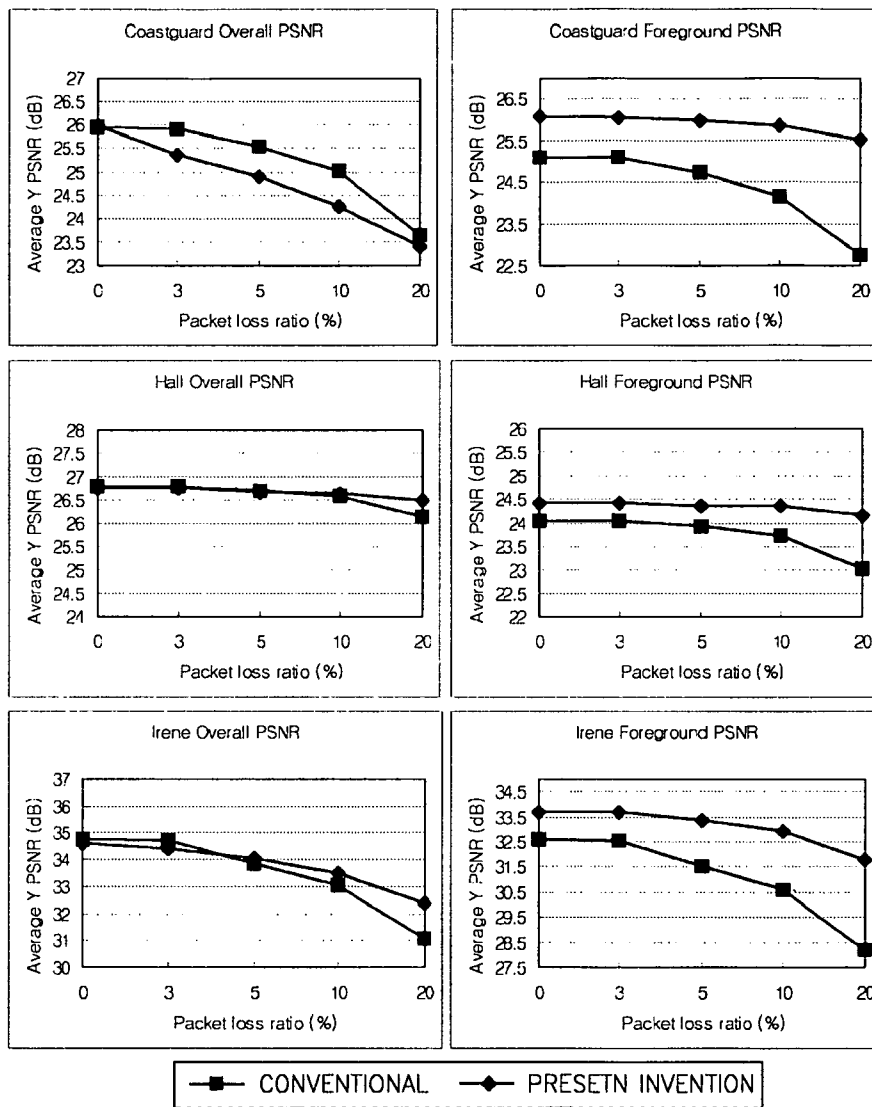 Coastguard Overall PSNR
Average Y PSNR (dB)
27
26.5
26
25.5
25
24.5
24
23.5
23
0 3 5 10 20
Packet loss ratio (%)
Coastguard Foreground PSNR
Average Y PSNR (dB)
26.5
25.5
24.5
23.5
22.5
0 3 5 10 20
Packet loss ratio (%)
Hall Overall PSNR
Average Y PSNR (dB)
28
27.5
27
26.5
26
25.5
25
24.5
24
0 3 5 10 20
Packet loss ratio (%)
Hall Foreground PSNR
Average Y PSNR (dB)
26
25.5
25
24.5
24
23.5
23
22.5
22
0 3 5 10 20
Packet loss ratio (%)
Irene Overall PSNR
Average Y PSNR (dB)
37
36
35
34
33
32
31
30
0 3 5 10 20
Packet loss ratio (%)
Irene Foreground PSNR
Average Y PSNR (dB)
34.5
33.5
32.5
31.5
30.5
29.5
28.5
27.5
0 3 5 10 20
Packet loss ratio (%)
CONVENTIONAL PRESETN INVENTION